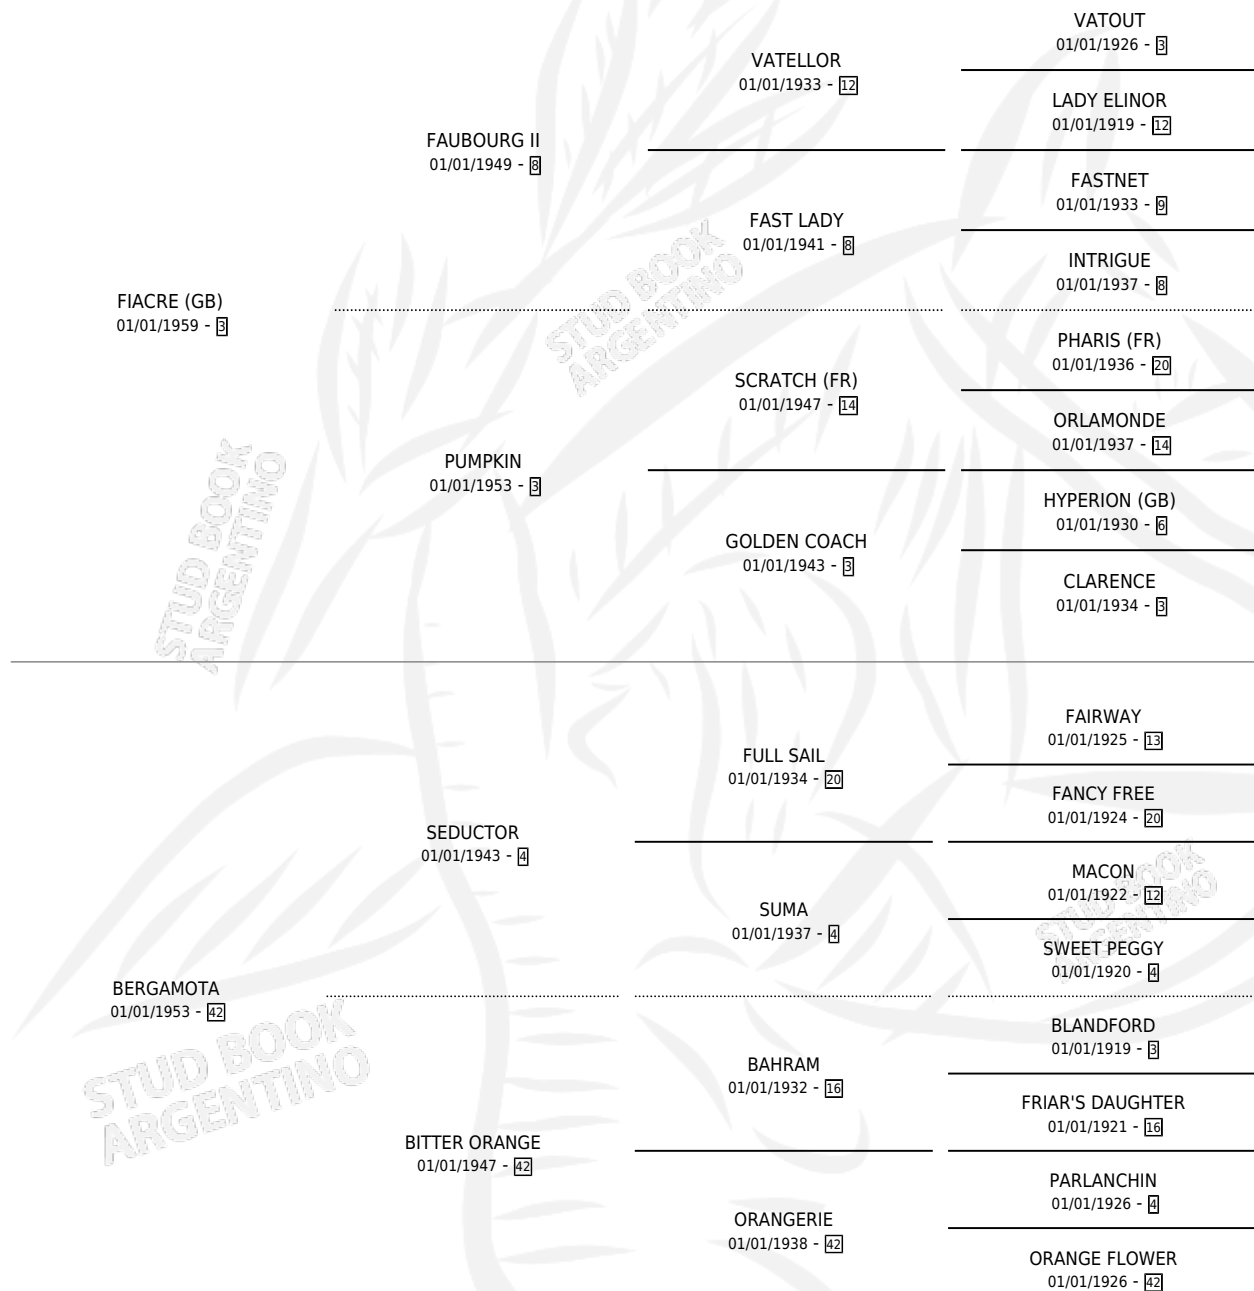 VATOUT
01/01/1926 - 3
VATELLOR
01/01/1933 - 12
LADY ELINOR
01/01/1919 - 12
FAUBOURG II
01/01/1949 - 8
FASTNET
01/01/1933 - 9
FAST LADY
01/01/1941 - 8
INTRIGUE
01/01/1937 - 8
FIACRE (GB)
01/01/1959 - 3
PHARIS (FR)
01/01/1936 - 20
SCRATCH (FR)
01/01/1947 - 14
ORLAMONDE
01/01/1937 - 14
PUMPKIN
01/01/1953 - 3
HYPERION (GB)
01/01/1930 - 6
GOLDEN COACH
01/01/1943 - 3
CLARENCE
01/01/1934 - 3
FAIRWAY
01/01/1925 - 13
FULL SAIL
01/01/1934 - 20
FANCY FREE
01/01/1924 - 20
SEDUCTOR
01/01/1943 - 4
MACON
01/01/1922 - 12
SUMA
01/01/1937 - 4
SWEET PEGGY
01/01/1920 - 4
BERGAMOTA
01/01/1953 - 42
BLANDFORD
01/01/1919 - 3
BAHRAM
01/01/1932 - 16
FRIAR'S DAUGHTER
01/01/1921 - 16
BITTER ORANGE
01/01/1947 - 42
PARLANCHIN
01/01/1926 - 4
ORANGERIE
01/01/1938 - 42
ORANGE FLOWER
01/01/1926 - 42
STUD BOOK
ARGENTINO
STUD BOOK
ARGENTINO
STUD BOOK
ARGENTINO
STUD BOOK
ARGENTINO